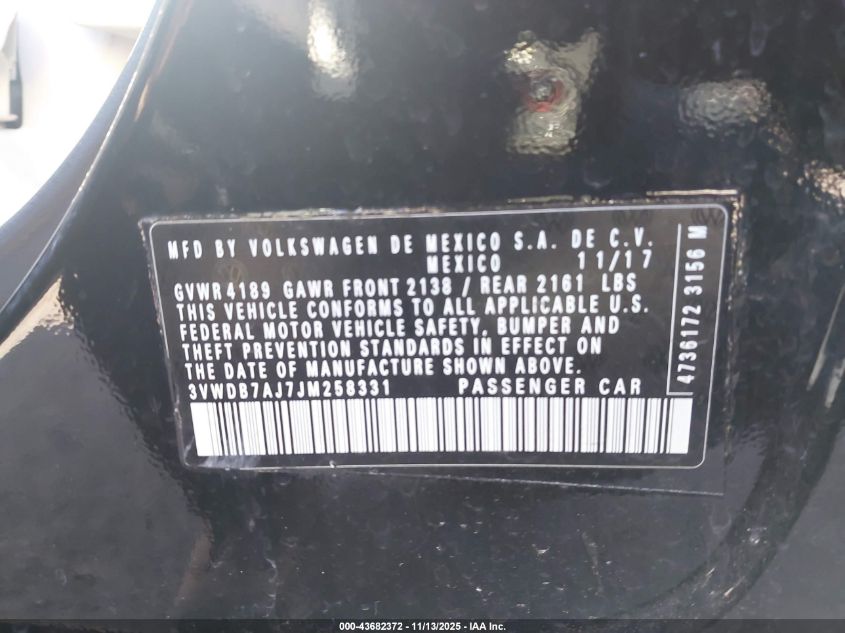 MFD BY VOLKSWAGEN DE MEXICO S.A. DE C.V.
MEXICO 11/17
GVWR 4189 GAWR FRONT 2138 / REAR 2161 LBS
THIS VEHICLE CONFORMS TO ALL APPLICABLE U.S.
FEDERAL MOTOR VEHICLE SAFETY, BUMPER AND
THEFT PREVENTION STANDARDS IN EFFECT ON
THE DATE OF MANUFACTURE SHOWN ABOVE.
3VWDB7AJ7JM258331 PASSENGER CAR
4736172 3156 M
000-43682372 - 11/13/2025 - IAA Inc.